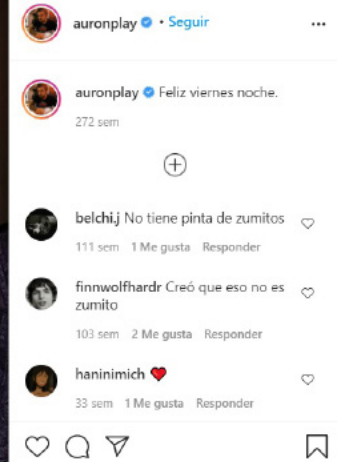 auronplay • Seguir
auronplay Feliz viernes noche.
272 sem
belchi.j No tiene pinta de zumitos
111 sem 1 Me gusta Responder
finnwolfhardr Creó que eso no es
zumito
103 sem 2 Me gusta Responder
haninimich ❤️
33 sem 1 Me gusta Responder